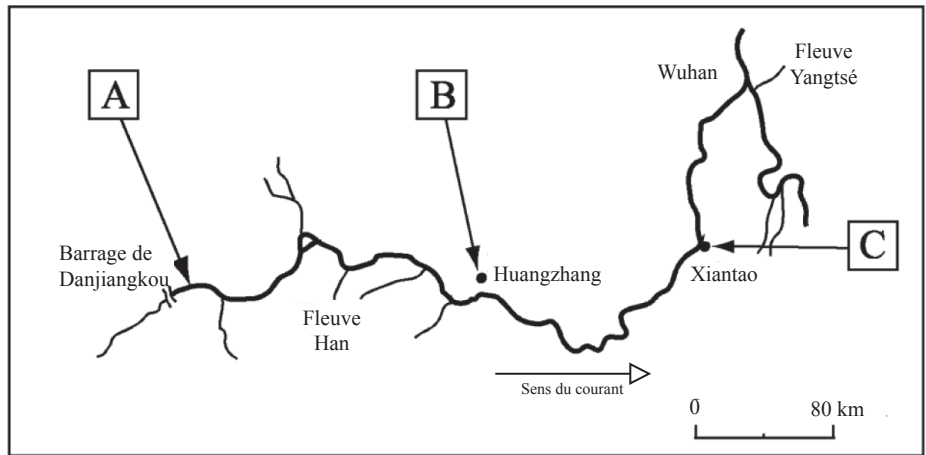 Wuhan
Fleuve
Yangtsé
A
B
Barrage de
Danjiangkou
Huangzhang
Xiantao
C
Fleuve
Han
Sens du courant
0
80 km